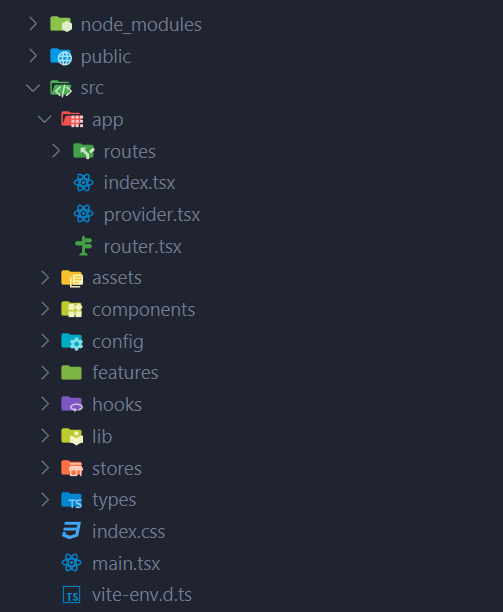 node_modules
public
src
app
routes
index.tsx
provider.tsx
router.tsx
assets
components
config
features
hooks
lib
stores
types
index.css
main.tsx
vite-env.d.ts